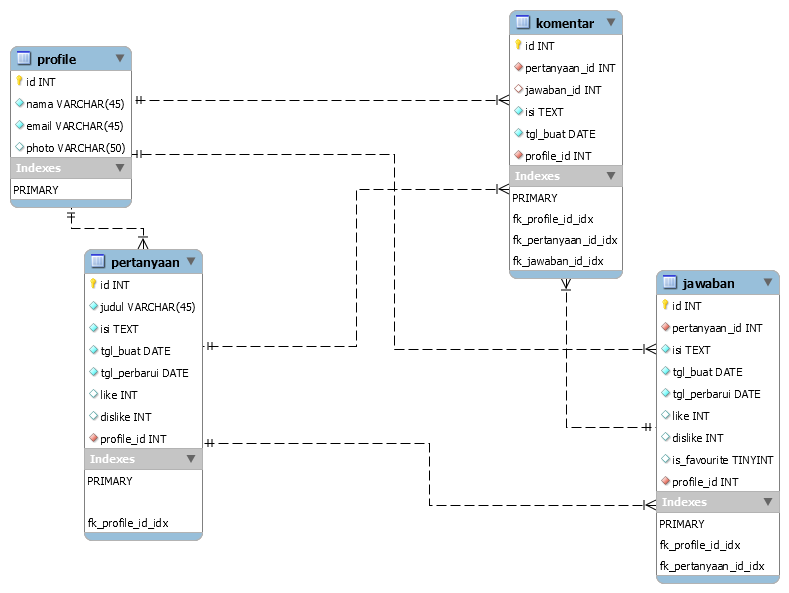 profile
id INT
nama VARCHAR(45)
email VARCHAR(45)
photo VARCHAR(50)
Indexes
PRIMARY
pertanyaan
id INT
judul VARCHAR(45)
isi TEXT
tgl_buat DATE
tgl_perbarui DATE
like INT
dislike INT
profile_id INT
Indexes
PRIMARY
fk_profile_id_idx
komentar
id INT
pertanyaan_id INT
jawaban_id INT
isi TEXT
tgl_buat DATE
profile_id INT
Indexes
PRIMARY
fk_profile_id_idx
fk_pertanyaan_id_idx
fk_jawaban_id_idx
jawaban
id INT
pertanyaan_id INT
isi TEXT
tgl_buat DATE
tgl_perbarui DATE
like INT
dislike INT
is_favourite TINYINT
profile_id INT
Indexes
PRIMARY
fk_profile_id_idx
fk_pertanyaan_id_idx